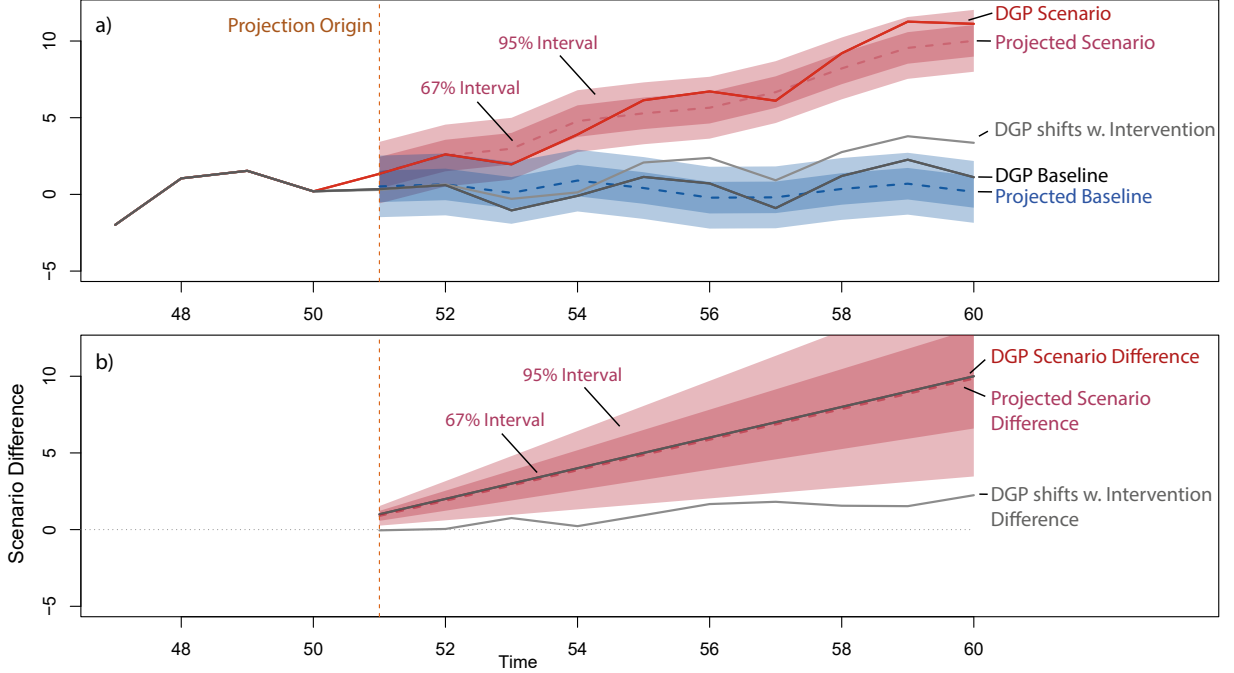 a)
Projection Origin
95% Interval
67% Interval
DGP Scenario
Projected Scenario
DGP shifts w. Intervention
DGP Baseline
Projected Baseline
10
5
0
−5
48
50
52
54
56
58
60
b)
95% Interval
67% Interval
DGP Scenario Difference
Projected Scenario
Difference
DGP shifts w. Intervention
Difference
Scenario Difference
10
5
0
−5
48
50
52
54
56
58
60
Time